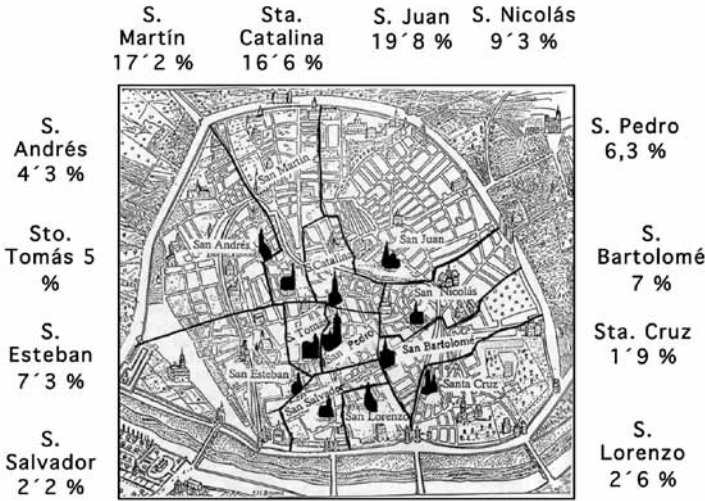 S.
Martín
17´2 %
Sta.
Catalina
16´6 %
S. Juan
19´8 %
S. Nicolás
9´3 %
S.
Andrés
4´3 %
S. Pedro
6,3 %
Sto.
Tomás 5
%
S.
Bartolomé
7 %
S.
Esteban
7´3 %
Sta. Cruz
1´9 %
S.
Salvador
2´2 %
S.
Lorenzo
2´6 %
San Martín
San Andrés
S Catalina
San Juan
San Nicolás
S Tomás
San Pedro
San Bartolomé
San Esteban
San Salvador
San Lorenzo
Santa Cruz